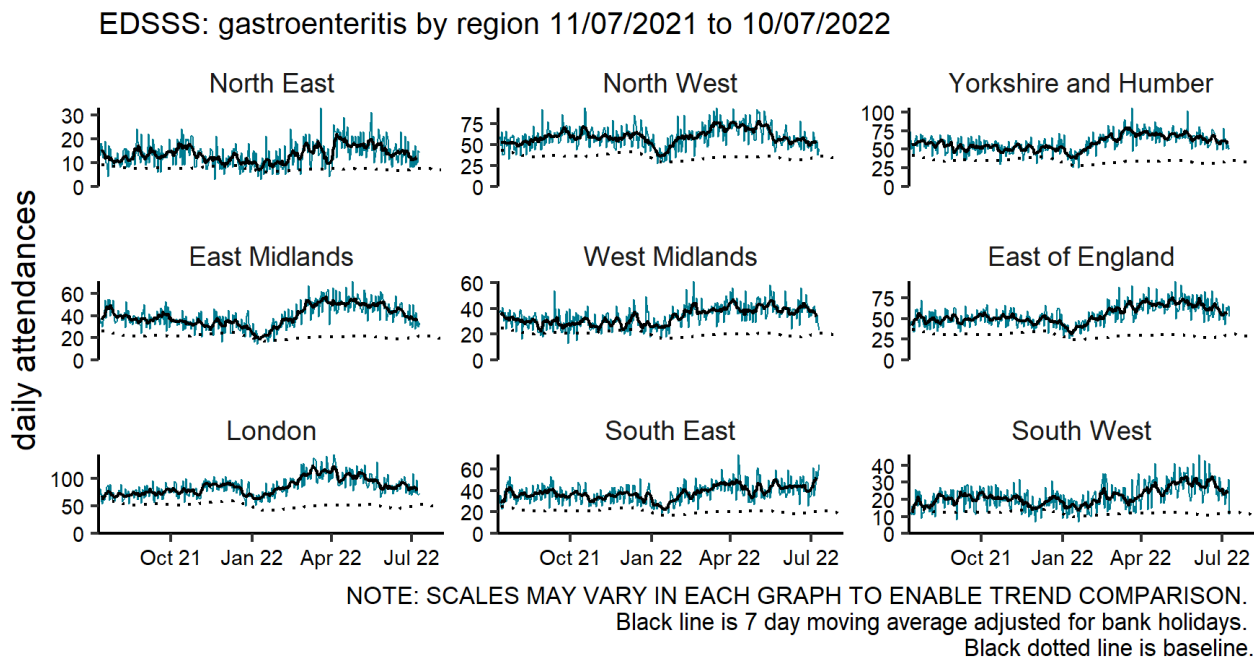 EDSSS: gastroenteritis by region 11/07/2021 to 10/07/2022
daily attendances
North East
30
20
10
0
North West
75
50
25
0
Yorkshire and Humber
100
75
50
25
0
East Midlands
60
40
20
0
West Midlands
60
40
20
0
East of England
75
50
25
0
London
100
50
0
South East
60
40
20
0
South West
40
30
20
10
0
Oct 21 Jan 22 Apr 22 Jul 22
Oct 21 Jan 22 Apr 22 Jul 22
Oct 21 Jan 22 Apr 22 Jul 22
NOTE: SCALES MAY VARY IN EACH GRAPH TO ENABLE TREND COMPARISON.
Black line is 7 day moving average adjusted for bank holidays.
Black dotted line is baseline.